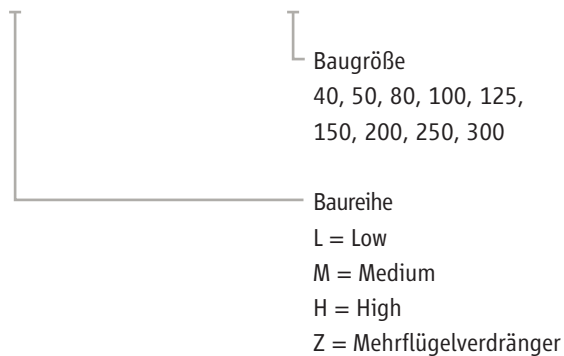 Baugröße
40, 50, 80, 100, 125,
150, 200, 250, 300
Baureihe
L = Low
M = Medium
H = High
Z = Mehrflügelverdränger